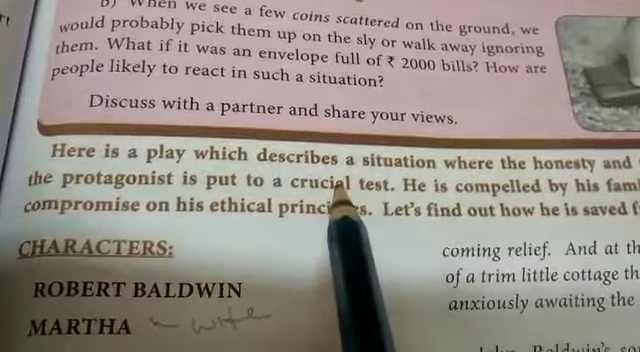 B) When we see a few coins scattered on the ground, we
would probably pick them up on the sly or walk away ignoring
them. What if it was an envelope full of ₹ 2000 bills? How are
people likely to react in such a situation?
Discuss with a partner and share your views.
Here is a play which describes a situation where the honesty and
the protagonist is put to a crucial test. He is compelled by his
compromise on his ethical Let's find out how he is saved
CHARACTERS:
ROBERT BALDWIN
MARTHA - wife
coming relief. And at
of a trim little cottage
anxiously awaiting the